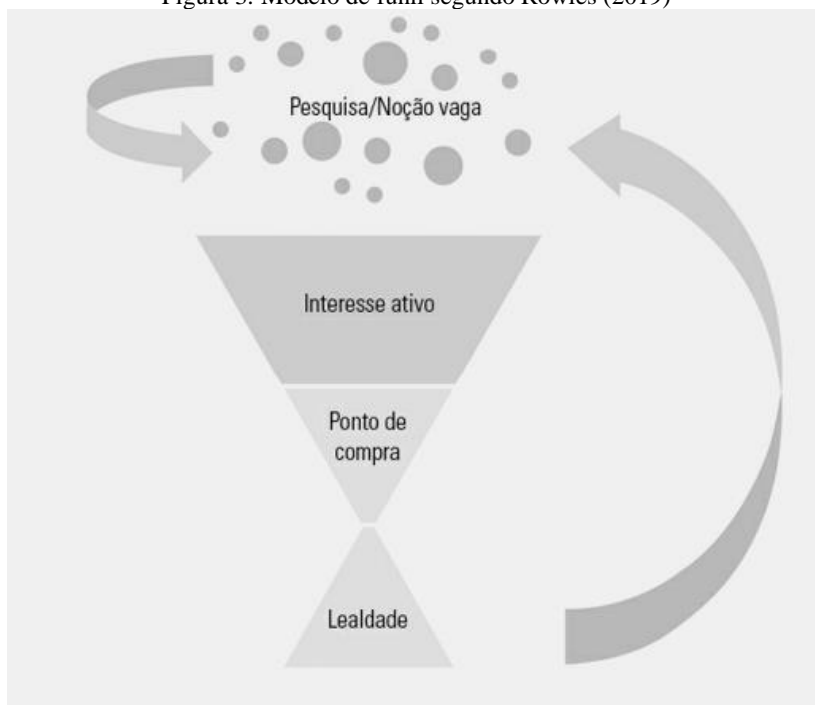 Figura 3: Modelo de funil segundo Rowles (2019)
Pesquisa/Noção vaga
Interesse ativo
Ponto de
compra
Lealdade